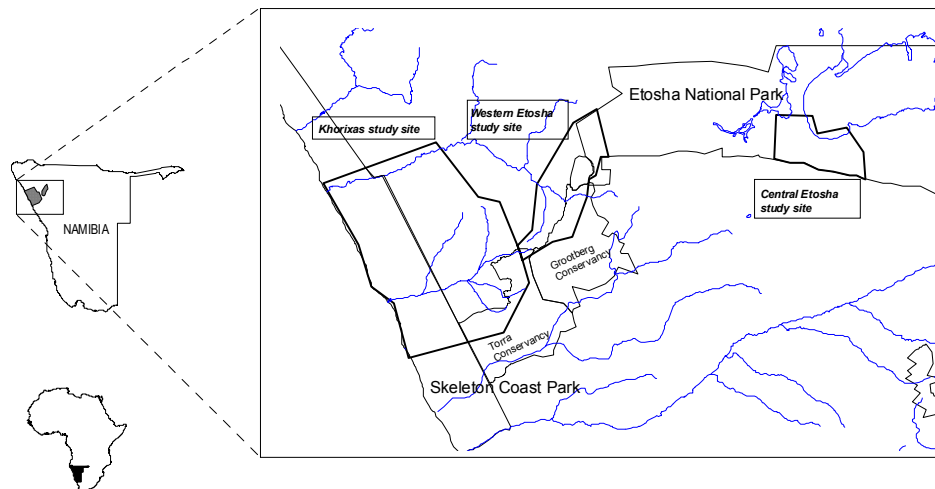 Etosha National Park
Western Etosha
study site
Khorixas study site
Central Etosha
study site
NAMIBIA
Grootberg
Conservancy
Torra
Conservancy
Skeleton Coast Park